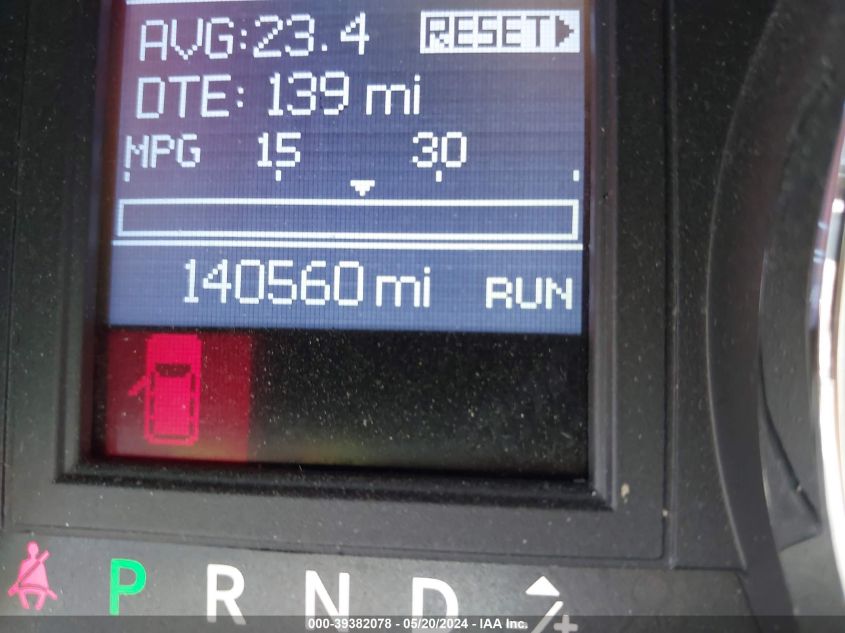 AVG:23.4 RESET
DTE: 139 mi
MPG 15 30
140560 mi RUN
P R N D /+
000-39382078 - 05/20/2024 - IAA Inc.